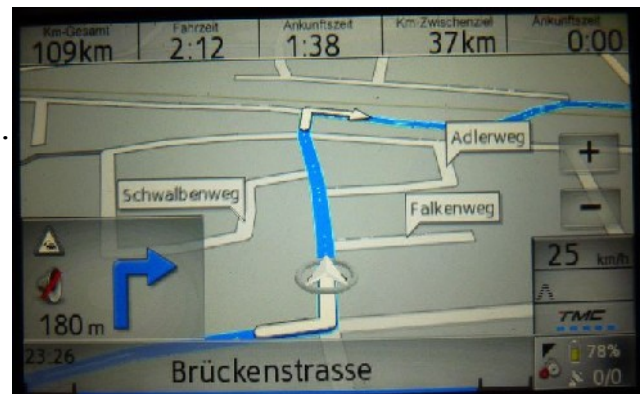 Km-Gesamt Fahrzeit Ankunftszeit Km-Zwischenziel Ankunftszeit
109km 2:12 1:38 37km 0:00
Adlerweg
+
Schwalbenweg
Falkenweg
−
25 km/h
180 m
TMC
23:26
Brückenstrasse
78%
0/0